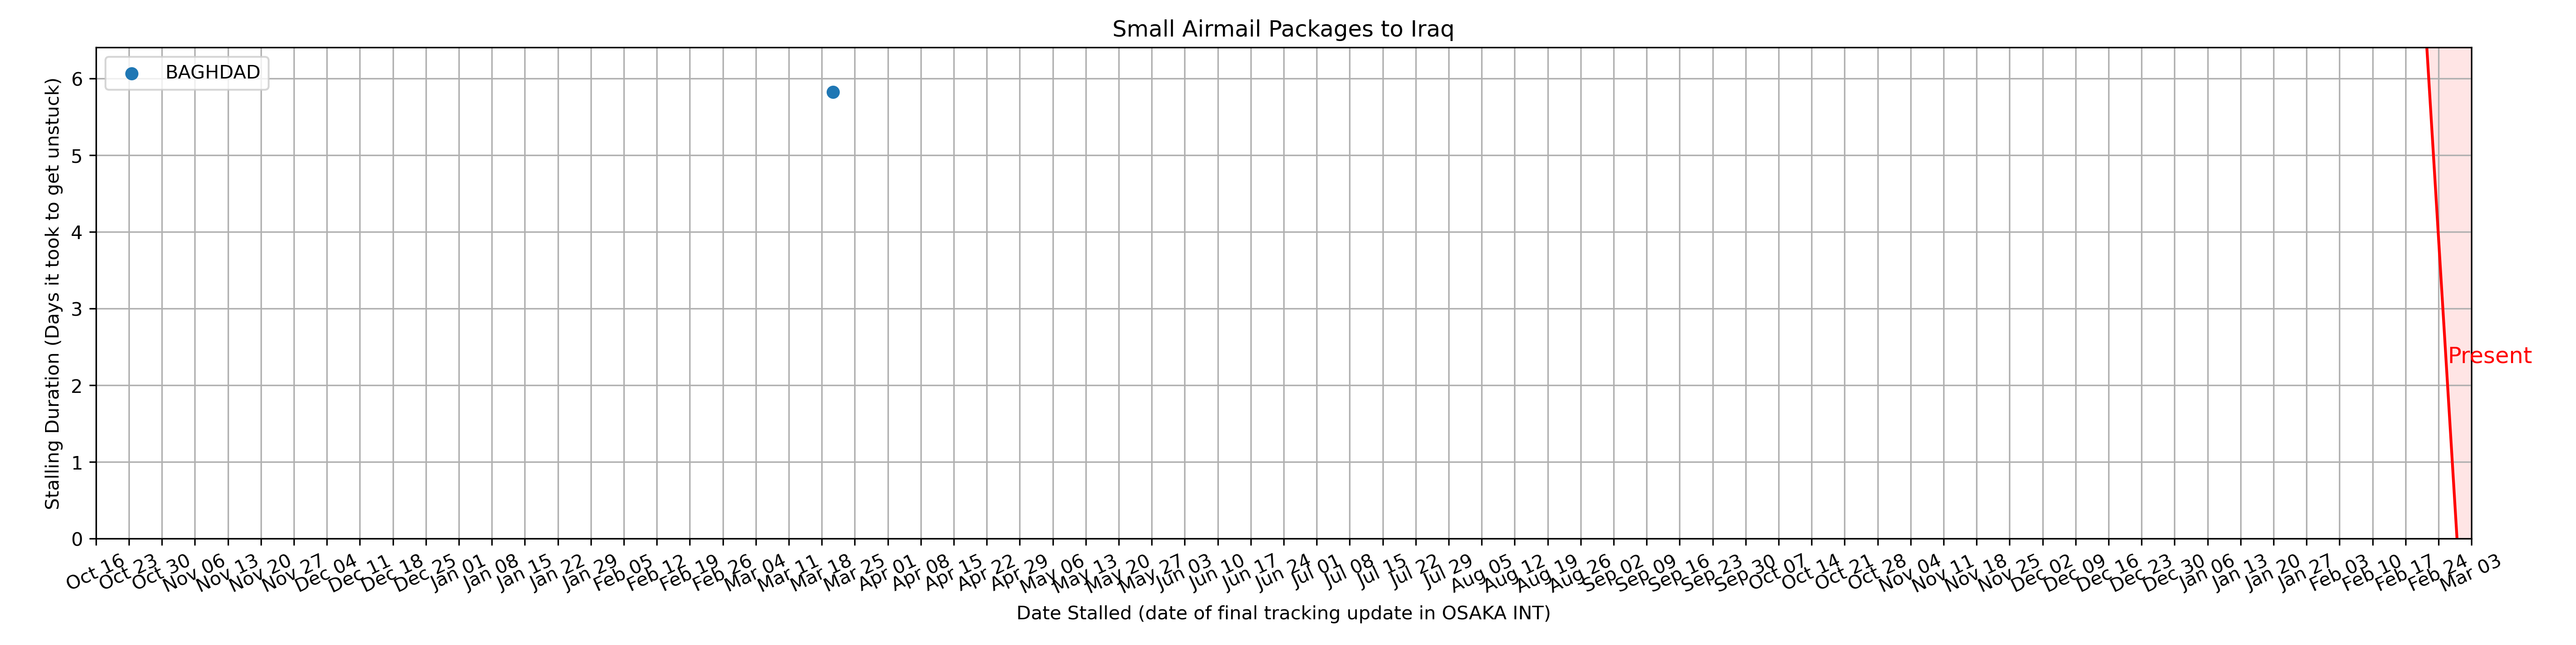 Small Airmail Packages to Iraq
BAGHDAD
Stalling Duration (Days it took to get unstuck)
6
5
4
3
2
1
0
Present
Oct 16 Oct 23 Oct 30 Nov 06 Nov 13 Nov 20 Nov 27 Dec 04 Dec 11 Dec 18 Dec 25 Jan 01 Jan 08 Jan 15 Jan 22 Jan 29 Feb 05 Feb 12 Feb 19 Feb 26 Mar 04 Mar 11 Mar 18 Mar 25 Apr 01 Apr 08 Apr 15 Apr 22 Apr 29 May 06 May 13 May 20 May 27 Jun 03 Jun 10 Jun 17 Jun 24 Jul 01 Jul 08 Jul 15 Jul 22 Jul 29 Aug 05 Aug 12 Aug 19 Aug 26 Sep 02 Sep 09 Sep 16 Sep 23 Sep 30 Oct 07 Oct 14 Oct 21 Oct 28 Nov 04 Nov 11 Nov 18 Nov 25 Dec 02 Dec 09 Dec 16 Dec 23 Dec 30 Jan 06 Jan 13 Jan 20 Jan 27 Feb 03 Feb 10 Feb 17 Feb 24 Mar 03
Date Stalled (date of final tracking update in OSAKA INT)